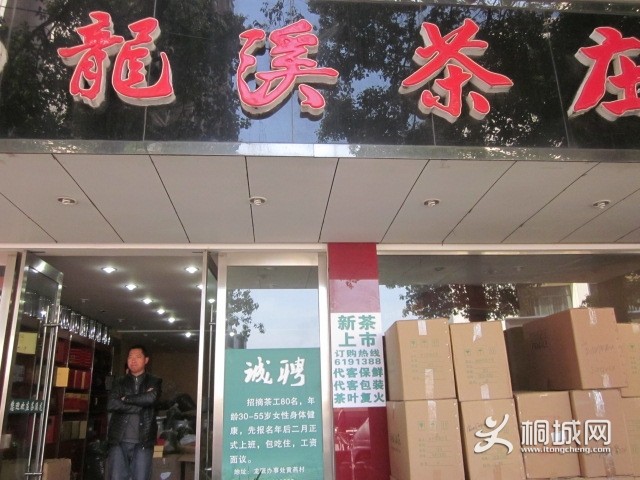 龍溪茶庄
新茶
上市
订购热线
6191388
代客保鲜
代客包装
茶叶复火
诚聘
招摘茶工80名，年
龄30-55岁女性身体健
康，先报名年后二月正
式上班，包吃住，工资
面议。
桐城网
www.itongcheng.com